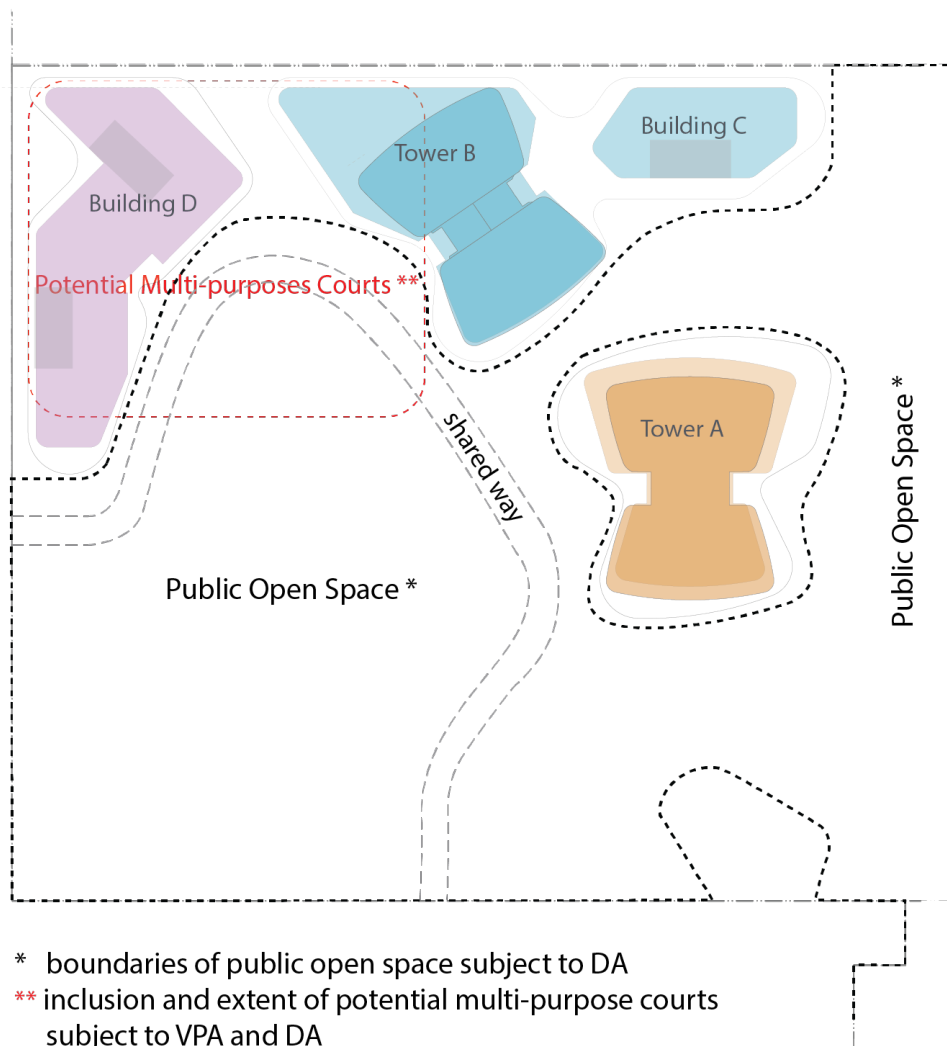 Building C
Tower B
Building D
Potential Multi-purposes Courts **
Tower A
shared way
Public Open Space *
Public Open Space *
* boundaries of public open space subject to DA
** inclusion and extent of potential multi-purpose courts
subject to VPA and DA